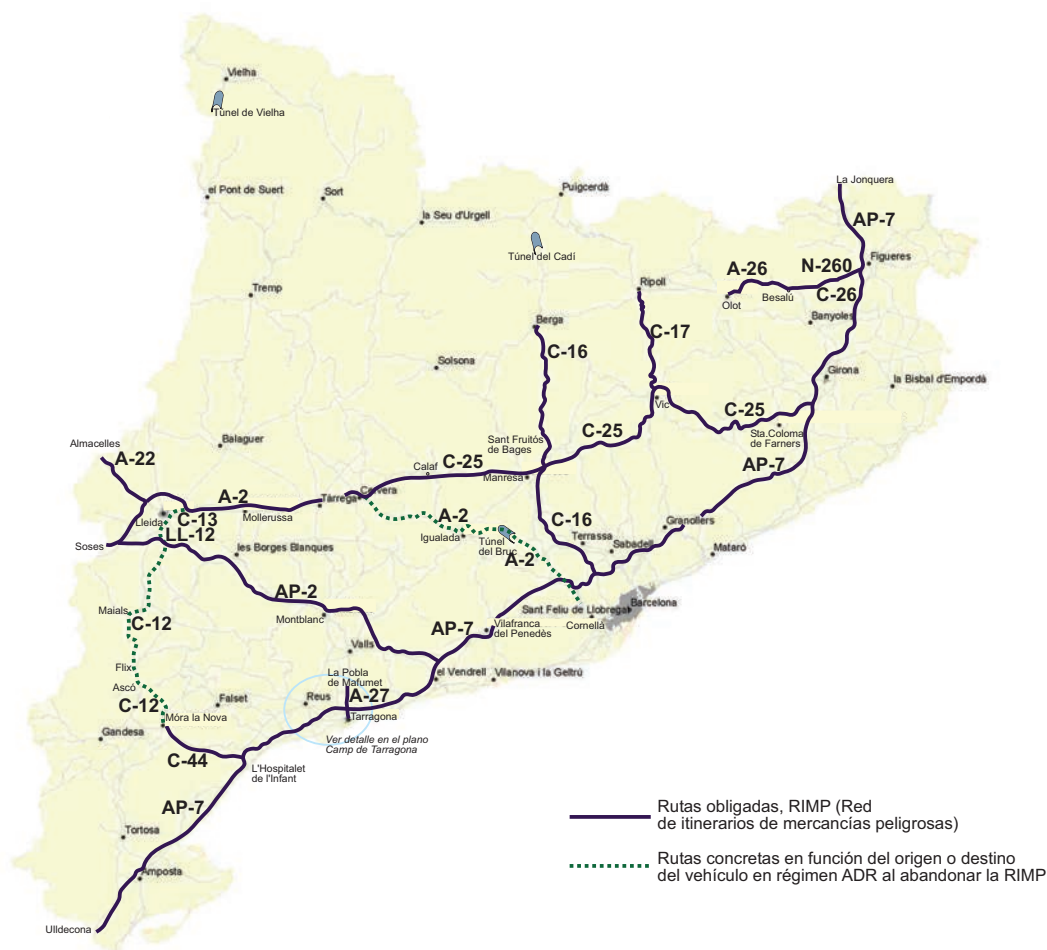 Vielha
Túnel de Vielha
el Pont de Suert
Sort
la Seu d'Urgell
Puigcerdà
La Jonquera
AP-7
Túnel del Cadí
Figueres
N-260
A-26
Ripoll
Besalú
C-26
Olot
Tremp
Banyoles
Berga
C-17
C-16
Solsona
Girona
la Bisbal d'Empordà
Vic
C-25
Sta.Coloma
de Farners
Almacelles
Balaguer
Sant Fruitós
de Bages
C-25
A-22
Calaf
C-25
AP-7
Manresa
A-2
Cervera
Tàrrega
Lleida
C-13
Mollerussa
A-2
C-16
Granollers
LL-12
Igualada
Túnel
del Bruc
Terrassa
Sabadell
Mataró
Soses
les Borges Blanques
A-2
AP-2
Sant Feliu de Llobregat
Barcelona
Maials
C-12
Montblanc
AP-7
Vilafranca
del Penedès
Cornellà
Valls
Flix
La Pobla
de Mafumet
el Vendrell
Vilanova i la Geltrú
Ascó
C-12
Falset
Reus
A-27
Móra la Nova
Tarragona
Gandesa
Ver detalle en el plano
Camp de Tarragona
C-44
L'Hospitalet
de l'Infant
AP-7
Tortosa
Amposta
Ulldecona
Rutas obligadas, RIMP (Red
de itinerarios de mercancías peligrosas)
Rutas concretas en función del origen o destino
del vehículo en régimen ADR al abandonar la RIMP